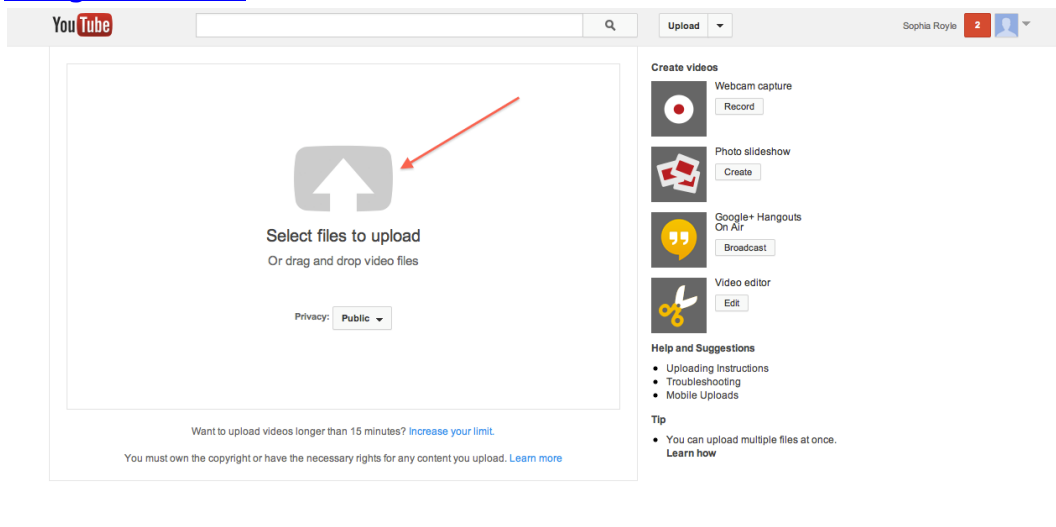 You Tube
Upload
Sophia Royle
2
Select files to upload
Or drag and drop video files
Privacy:
Public
Want to upload videos longer than 15 minutes? Increase your limit.
You must own the copyright or have the necessary rights for any content you upload. Learn more
Create videos
Webcam capture
Record
Photo slideshow
Create
Google+ Hangouts
On Air
Broadcast
Video editor
Edit
Help and Suggestions
• Uploading Instructions
• Troubleshooting
• Mobile Uploads
Tip
• You can upload multiple files at once.
Learn how